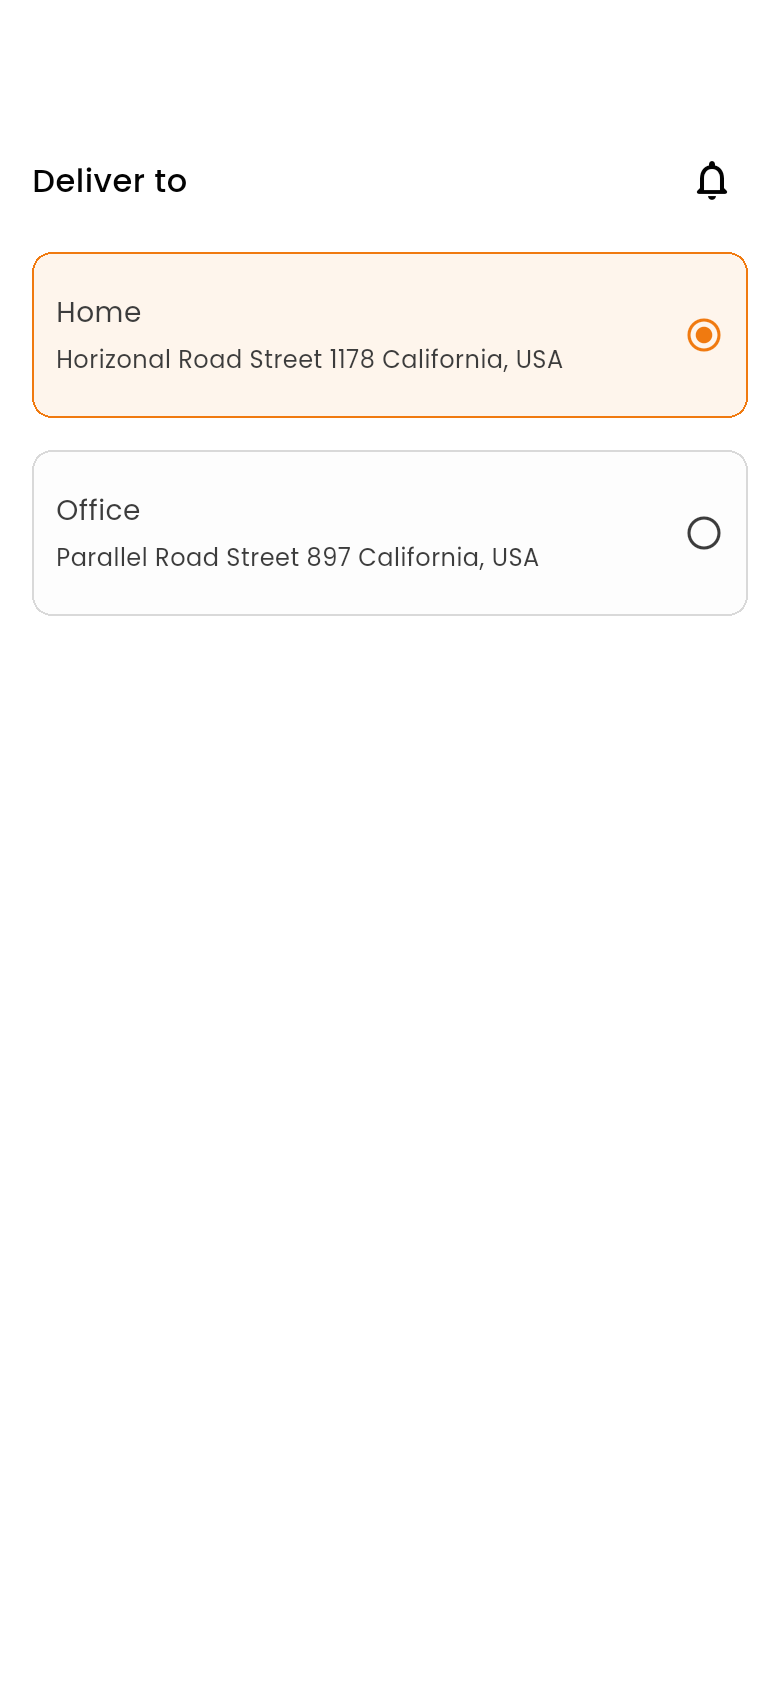 Deliver to
Home
Horizonal Road Street 1178 California, USA
Office
Parallel Road Street 897 California, USA